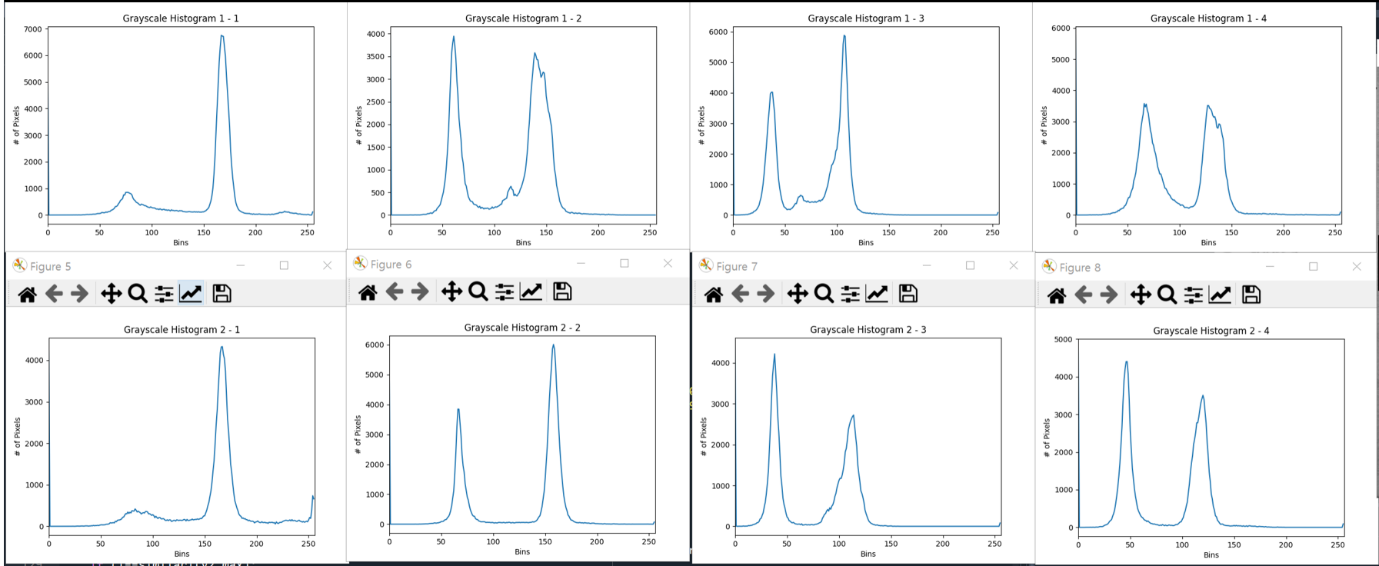 Grayscale Histogram 1 - 1
# of Pixels
7000
6000
5000
4000
3000
2000
1000
0
0 50 100 150 200 250
Bins
Grayscale Histogram 1 - 2
# of Pixels
4000
3500
3000
2500
2000
1500
1000
500
0
0 50 100 150 200 250
Bins
Grayscale Histogram 1 - 3
# of Pixels
6000
5000
4000
3000
2000
1000
0
0 50 100 150 200 250
Bins
Grayscale Histogram 1 - 4
# of Pixels
6000
5000
4000
3000
2000
1000
0
0 50 100 150 200 250
Bins
Figure 5
Grayscale Histogram 2 - 1
# of Pixels
4000
3000
2000
1000
0
0 50 100 150 200 250
Bins
Figure 6
Grayscale Histogram 2 - 2
# of Pixels
6000
5000
4000
3000
2000
1000
0
0 50 100 150 200 250
Bins
Figure 7
Grayscale Histogram 2 - 3
# of Pixels
4000
3000
2000
1000
0
0 50 100 150 200 250
Bins
Figure 8
Grayscale Histogram 2 - 4
# of Pixels
5000
4000
3000
2000
1000
0
0 50 100 150 200 250
Bins